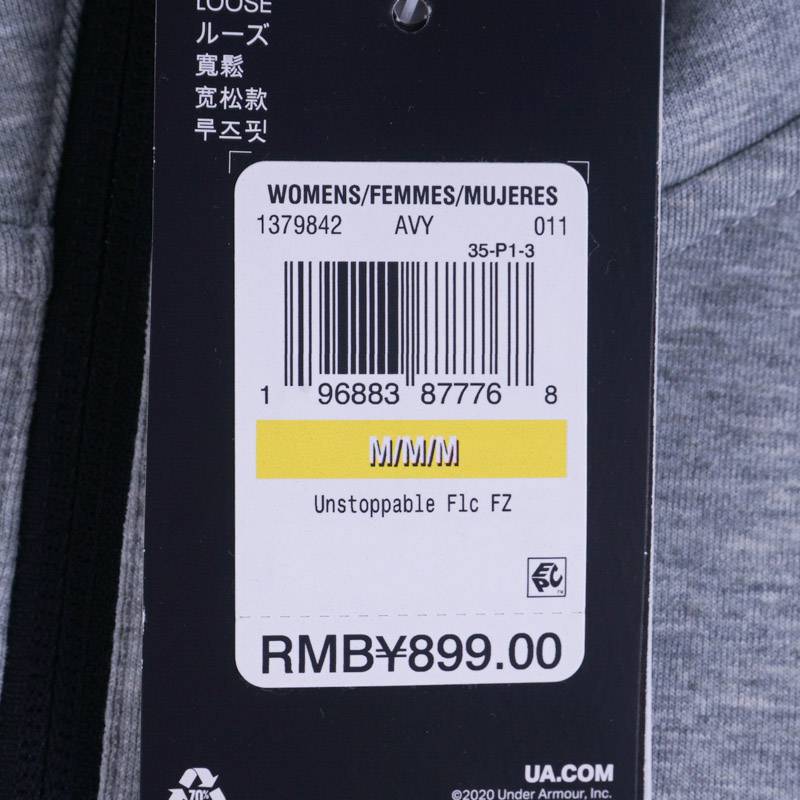 LOOSE
ルーズ
寬鬆
宽松款
루즈핏
WOMENS/FEMMES/MUJERES
1379842 AVY 011
35-P1-3
1 96883 87776 8
M/M/M
Unstoppable Flc FZ
EPC TM
RMB¥899.00
70%
UA.COM
©2020 Under Armour, Inc.